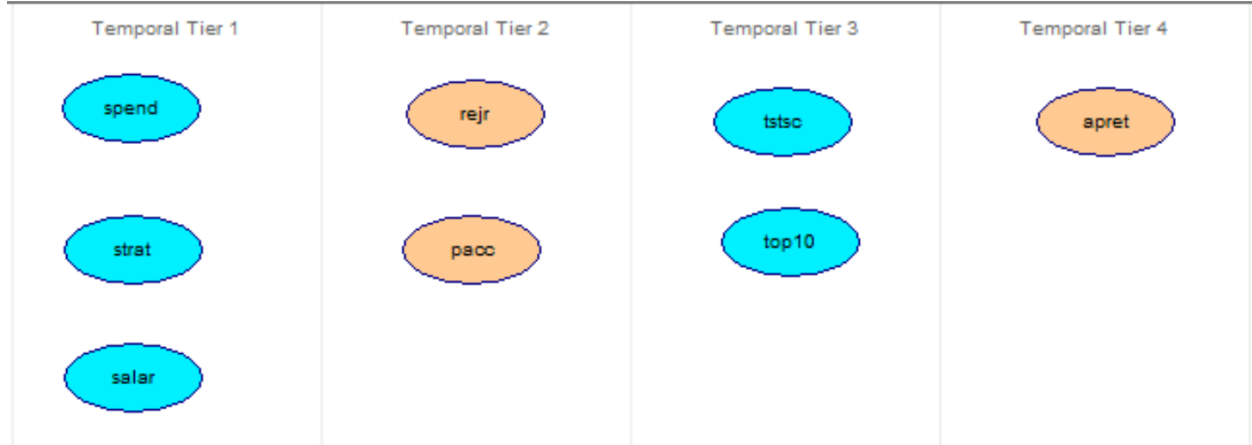 Temporal Tier 1
Temporal Tier 2
Temporal Tier 3
Temporal Tier 4
spend
rejr
tstsc
apret
strat
pacc
top10
salar